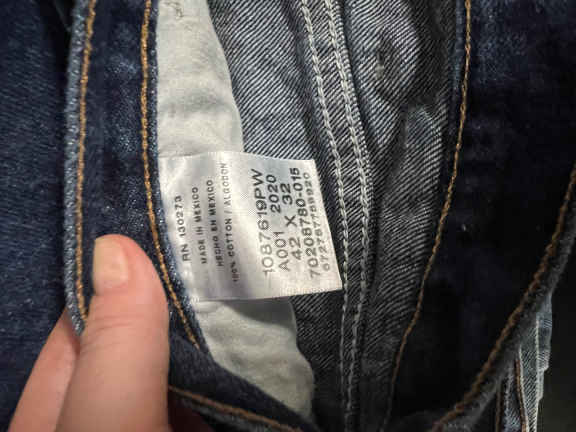 RN 130273
MADE IN MEXICO
HECHO EN MEXICO
100% COTTON / ALGODON
1087619PW
A001 2020
42 X 32
70208780-015